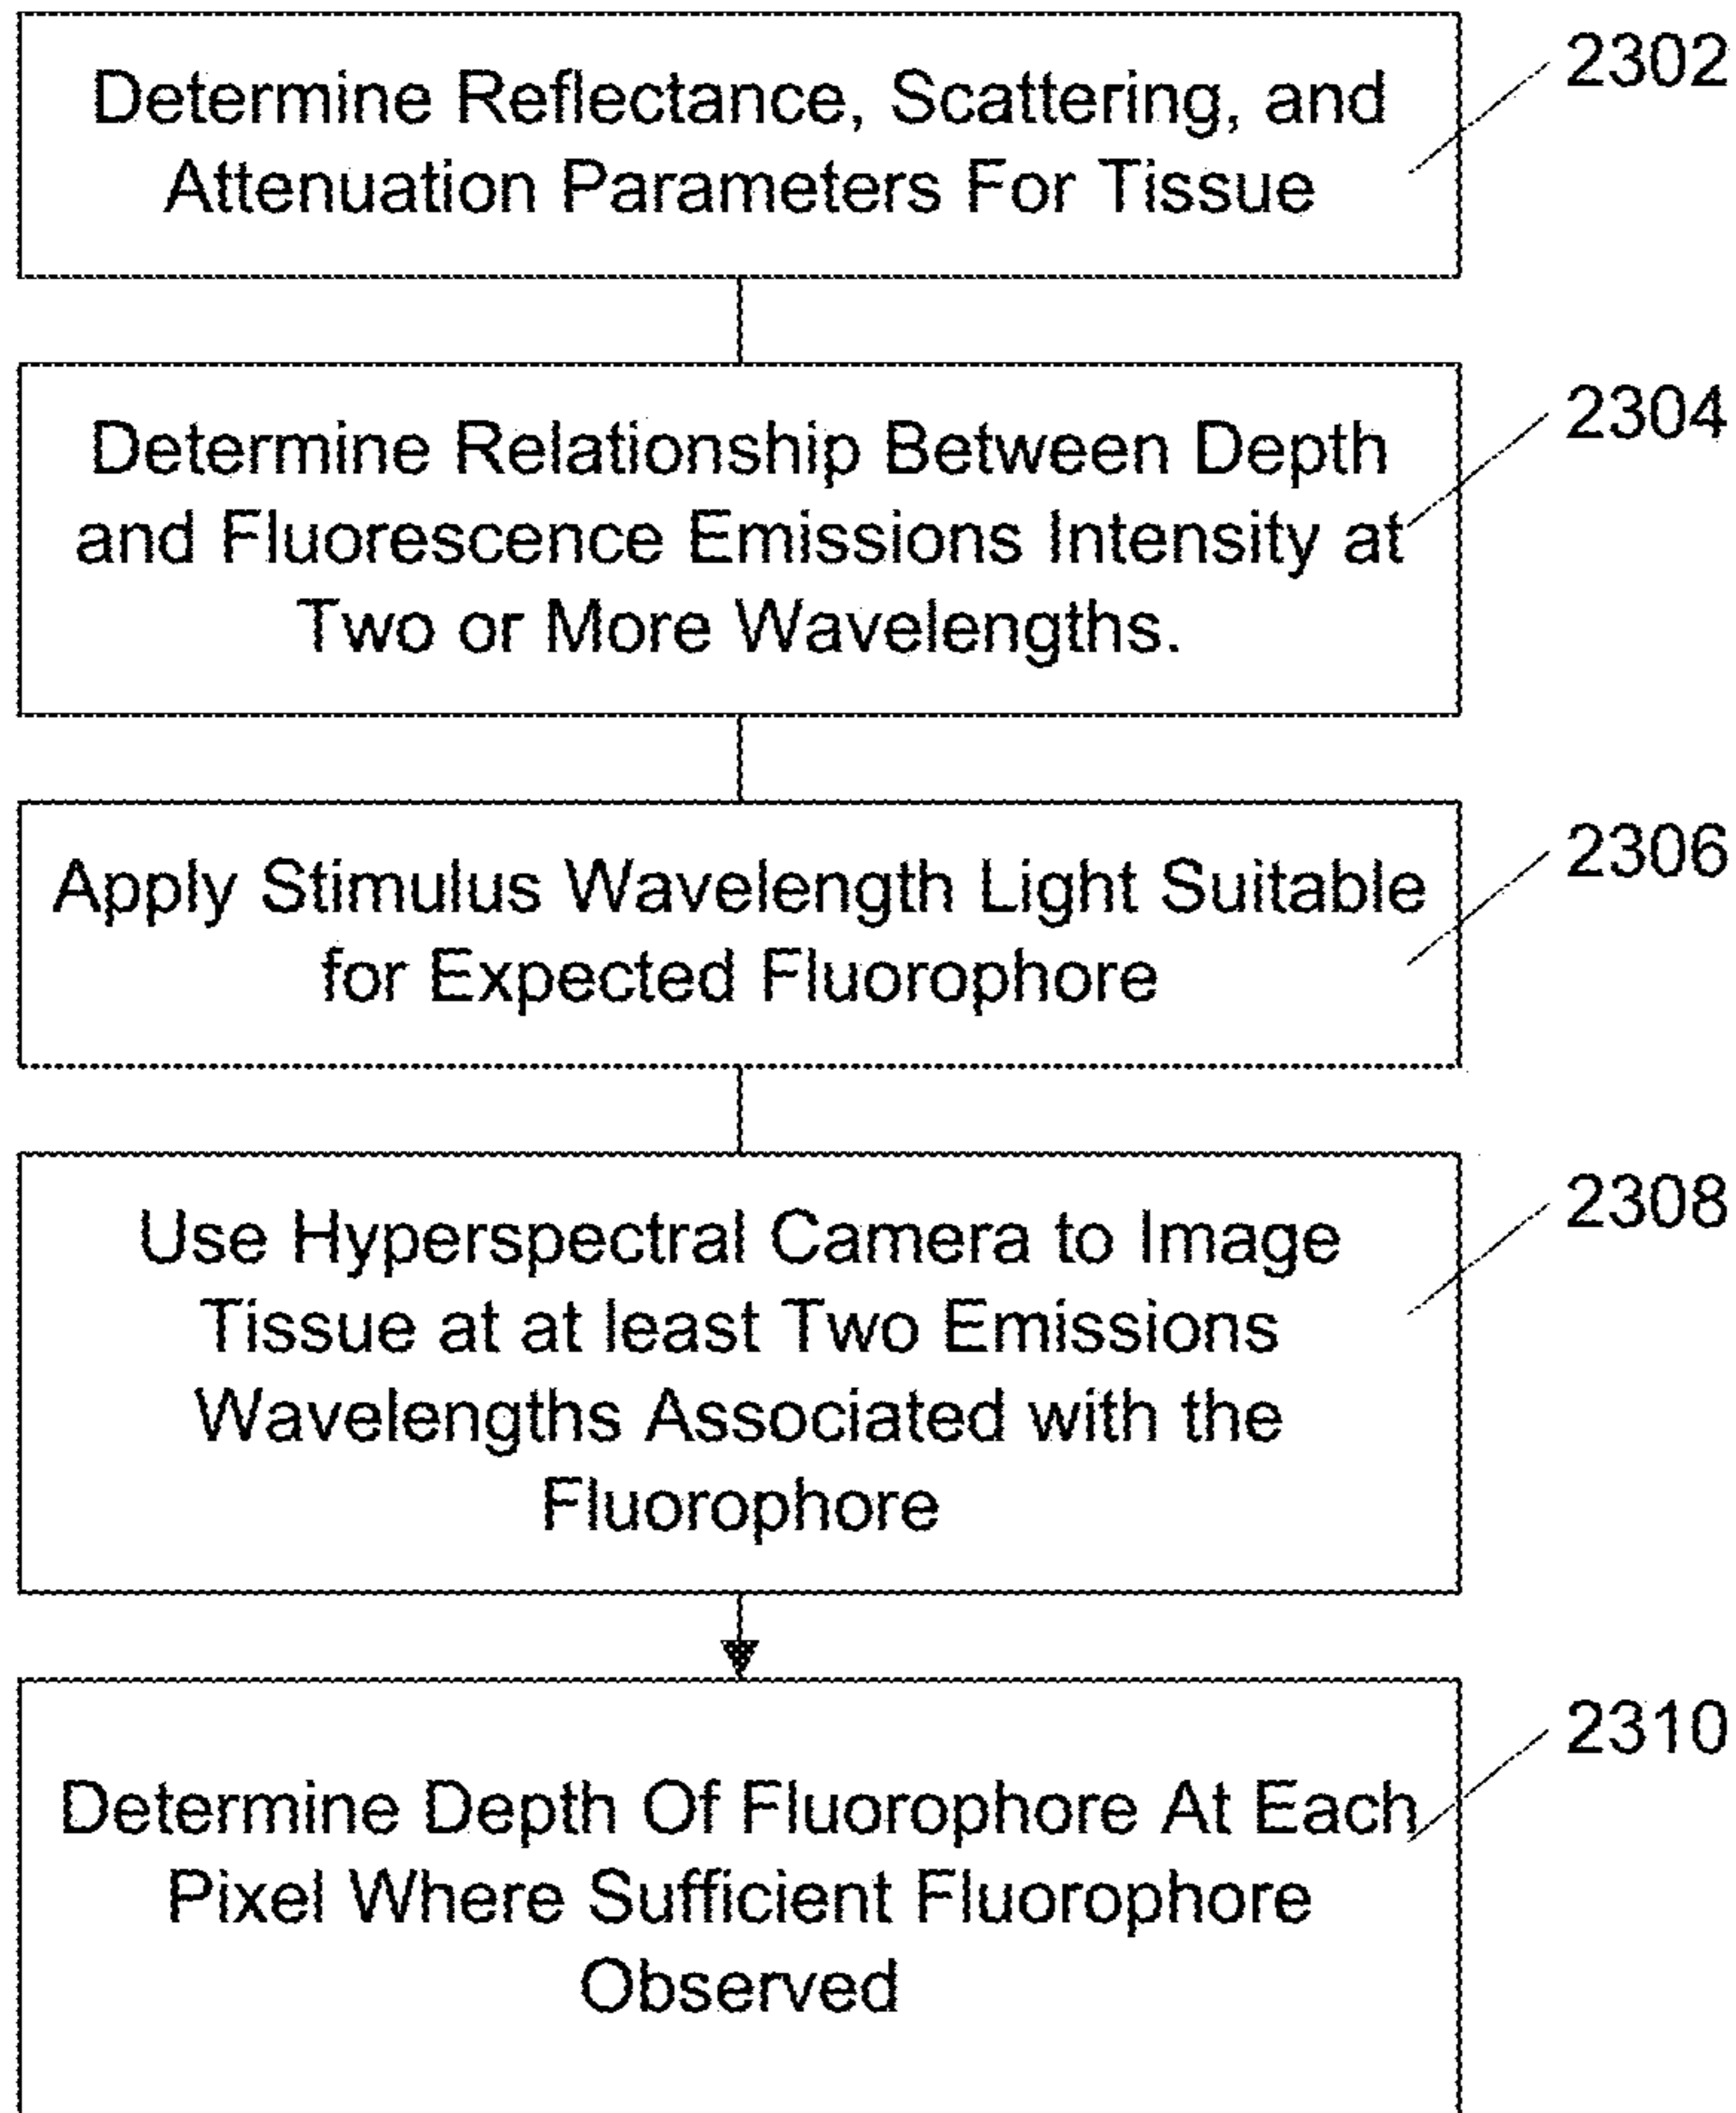 Determine Reflectance, Scattering, and
Attenuation Parameters For Tissue
2302
Determine Relationship Between Depth
and Fluorescence Emissions Intensity at
Two or More Wavelengths.
2304
Apply Stimulus Wavelength Light Suitable
for Expected Fluorophore
2306
Use Hyperspectral Camera to Image
Tissue at at least Two Emissions
Wavelengths Associated with the
Fluorophore
2308
Determine Depth Of Fluorophore At Each
Pixel Where Sufficient Fluorophore
Observed
2310